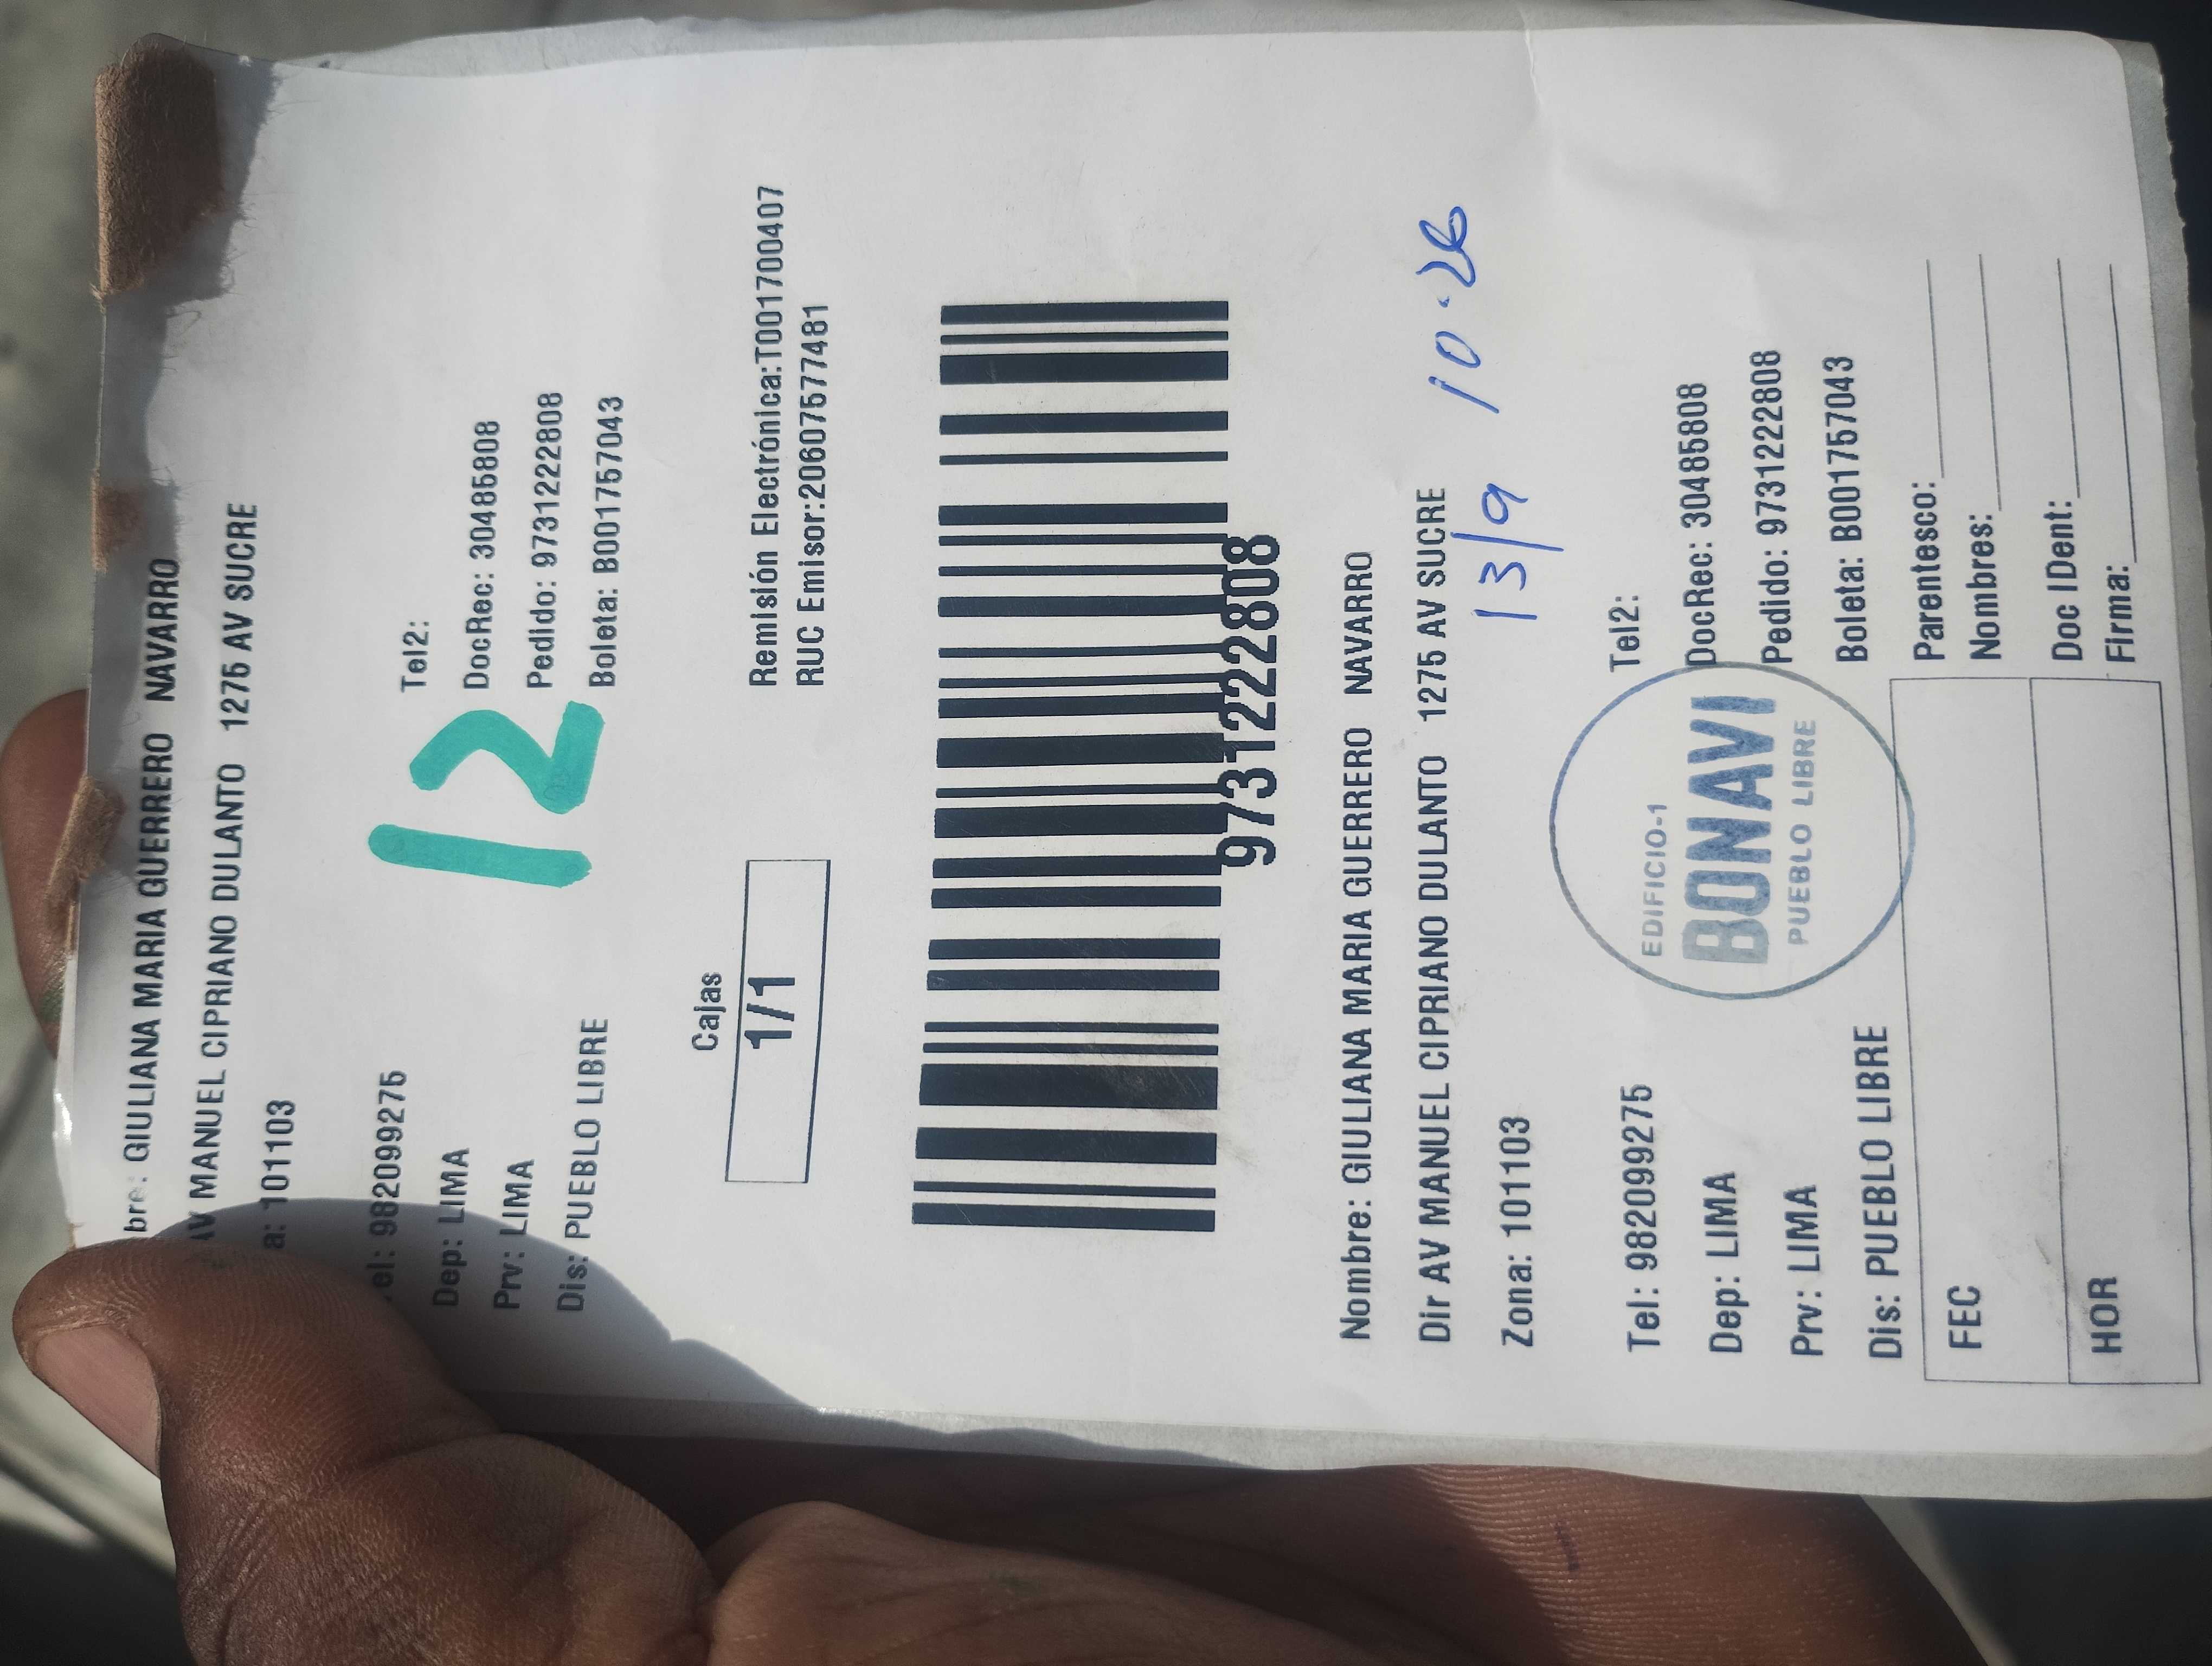 bre: GIULIANA MARIA GUERRERO NAVARRO
AV MANUEL CIPRIANO DULANTO 1275 AV SUCRE
a: 101103
el: 982099275
Tel2:
Dep: LIMA
DocRec: 30485808
Prv: LIMA
Pedido: 9731222808
Dis: PUEBLO LIBRE
Boleta: B001757043
12
Cajas
1/1
Remisión Electrónica:T001700407
RUC Emisor:20607577481
9731222808
Nombre: GIULIANA MARIA GUERRERO NAVARRO
Dir AV MANUEL CIPRIANO DULANTO 1275 AV SUCRE
Zona: 101103
13/9 10.26
Tel: 982099275
Tel2:
Dep: LIMA
DocRec: 30485808
Prv: LIMA
Pedido: 9731222808
Dis: PUEBLO LIBRE
Boleta: B001757043
EDIFICIO-1
BONAVI
PUEBLO LIBRE
FEC
Parentesco:
Nombres:
HOR
Doc IDent:
Firma: